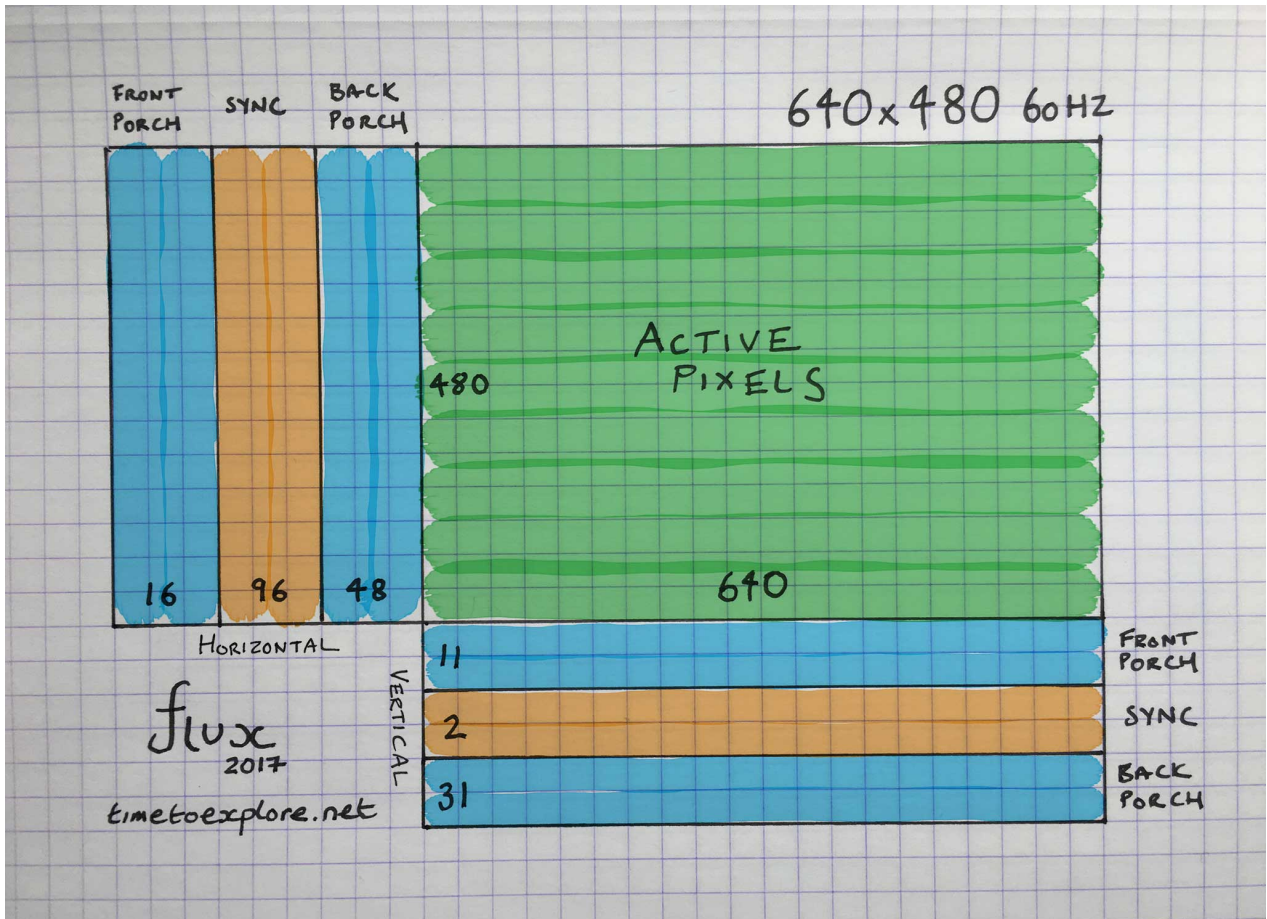 FRONT
PORCH
SYNC
BACK
PORCH
640x480 60HZ
ACTIVE
PIXELS
480
16
96
48
640
HORIZONTAL
VERTICAL
11
FRONT
PORCH
2
SYNC
31
BACK
PORCH
flux
2017
timetoexplore.net